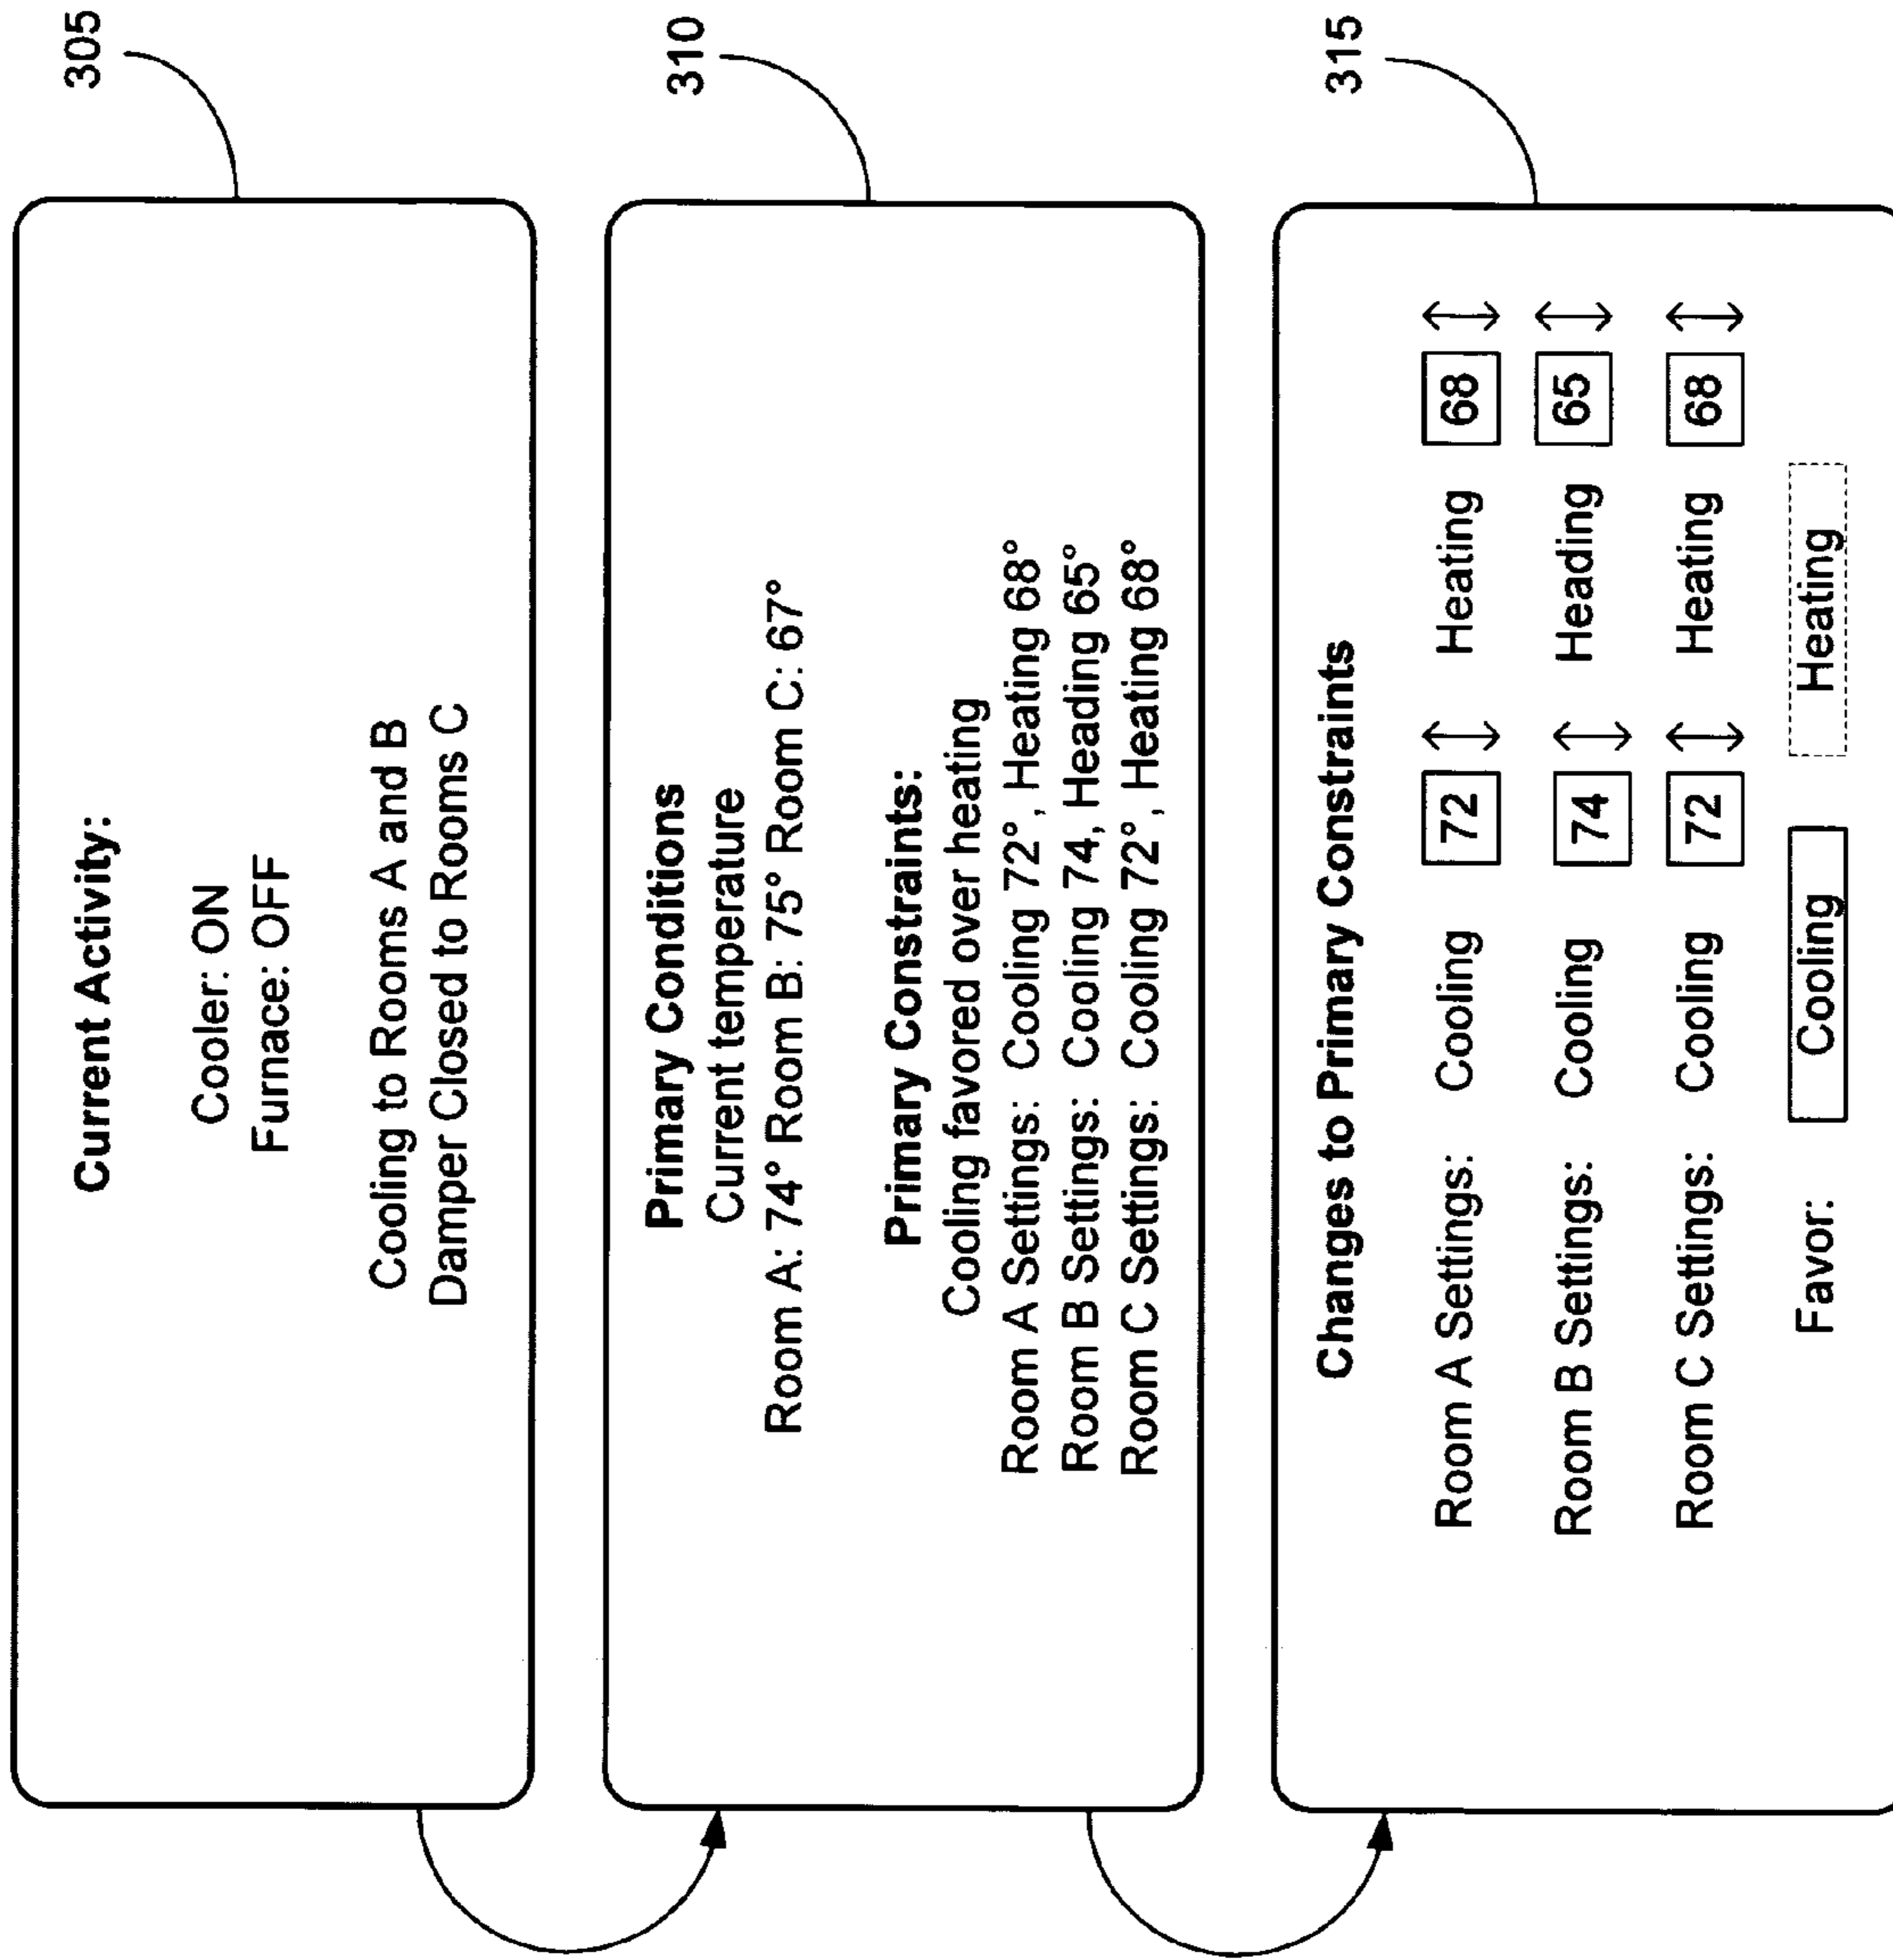 305
Current Activity:
Cooler: ON
Furnace: OFF
Cooling to Rooms A and B
Damper Closed to Rooms C
310
Primary Conditions
Current temperature
Room A: 74° Room B: 75° Room C: 67°
Primary Constraints:
Cooling favored over heating
Room A Settings: Cooling 72°, Heating 68°
Room B Settings: Cooling 74, Heading 65°
Room C Settings: Cooling 72°, Heating 68°
315
Changes to Primary Constraints
Room A Settings: Cooling 72 Heating 68
Room B Settings: Cooling 74 Heading 65
Room C Settings: Cooling 72 Heating 68
Favor: Cooling Heating